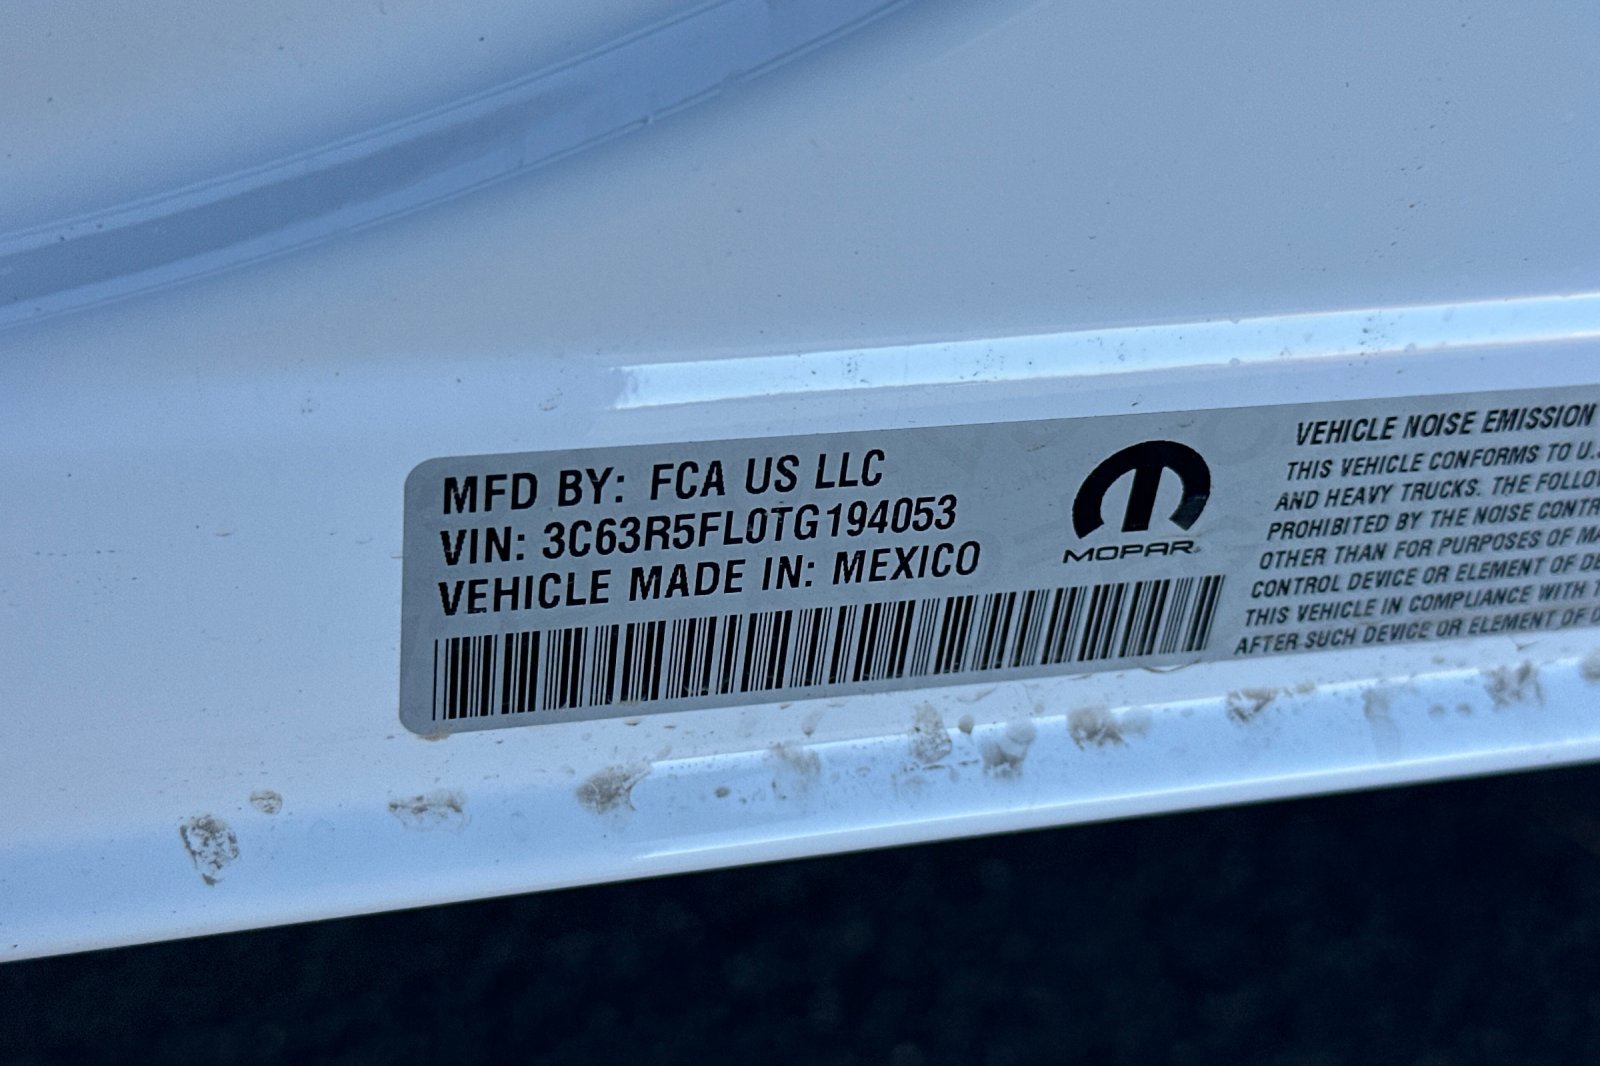 MFD BY: FCA US LLC
VIN: 3C63R5FL0TG194053
VEHICLE MADE IN: MEXICO
MOPAR
VEHICLE NOISE EMISSION
THIS VEHICLE CONFORMS TO U.S
AND HEAVY TRUCKS. THE FOLLOW
PROHIBITED BY THE NOISE CONTR
OTHER THAN FOR PURPOSES OF MA
CONTROL DEVICE OR ELEMENT OF DE
THIS VEHICLE IN COMPLIANCE WITH T
AFTER SUCH DEVICE OR ELEMENT OF D